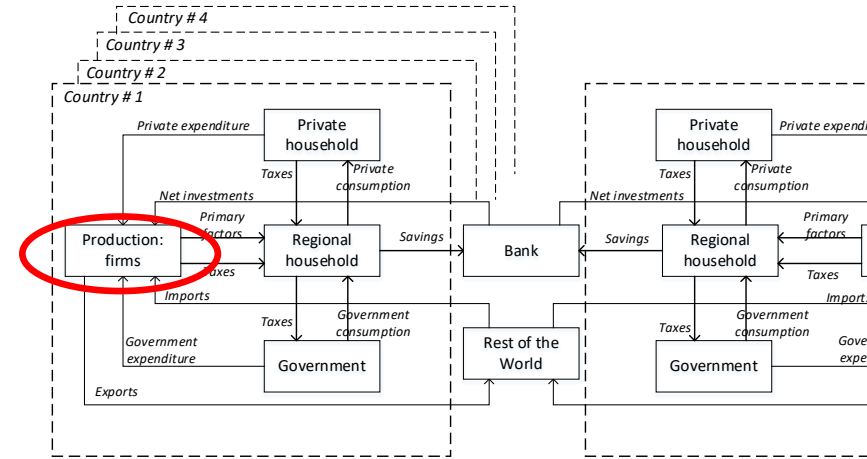 Country # 4
Country # 3
Country # 2
Country # 1
Private expenditure
Private
household
Taxes
Private
consumption
Net investments
Primary
factors
Production:
firms
Taxes
Regional
household
Savings
Bank
Imports
Taxes
Government
consumption
Government
expenditure
Government
Exports
Rest of the
World
Private
household
Private expendi
Taxes
Private
consumption
Net investments
Savings
Regional
household
Primary
factors
Taxes
Import
Taxes
Government
consumption
Government
Gove
expe